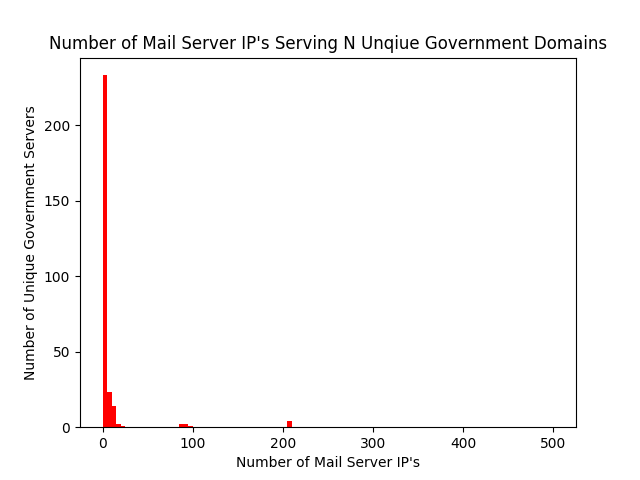 Number of Mail Server IP's Serving N Unqiue Government Domains
Number of Unique Government Servers
200
150
100
50
0
0 100 200 300 400 500
Number of Mail Server IP's